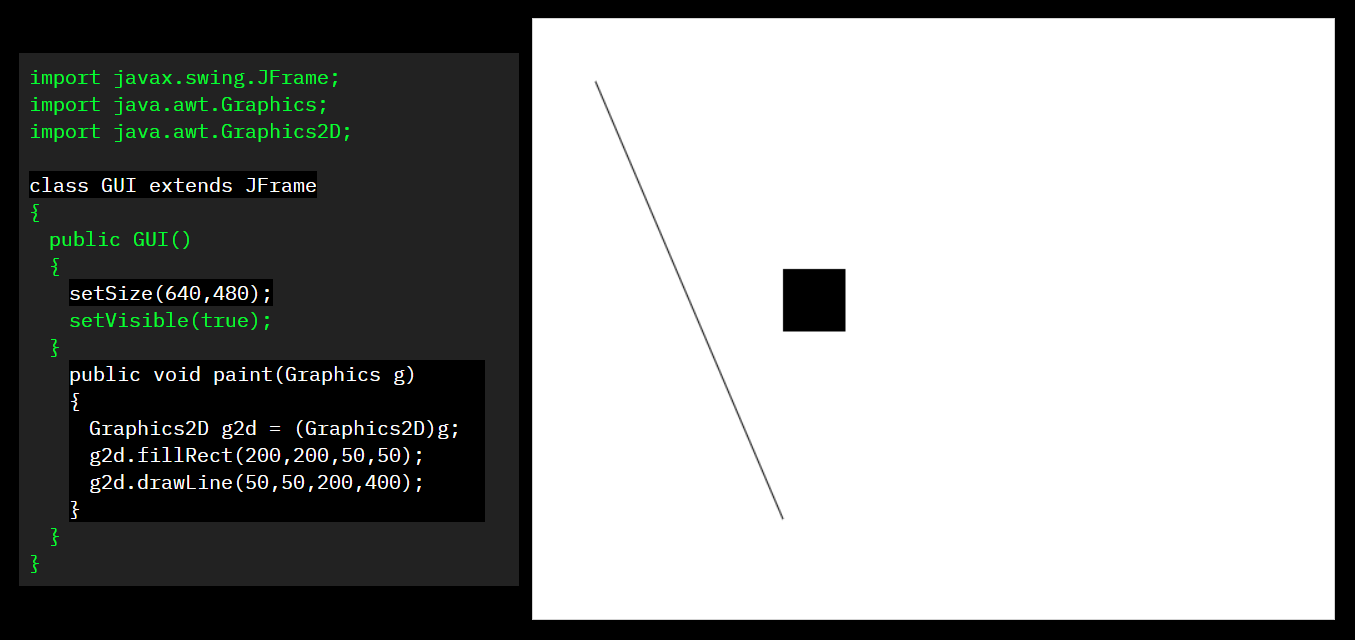 import javax.swing.JFrame;
import java.awt.Graphics;
import java.awt.Graphics2D;

class GUI extends JFrame
{
  public GUI()
  {
    setSize(640,480);
    setVisible(true);
  }
    public void paint(Graphics g)
    {
      Graphics2D g2d = (Graphics2D)g;
      g2d.fillRect(200,200,50,50);
      g2d.drawLine(50,50,200,400);
    }
  }
}